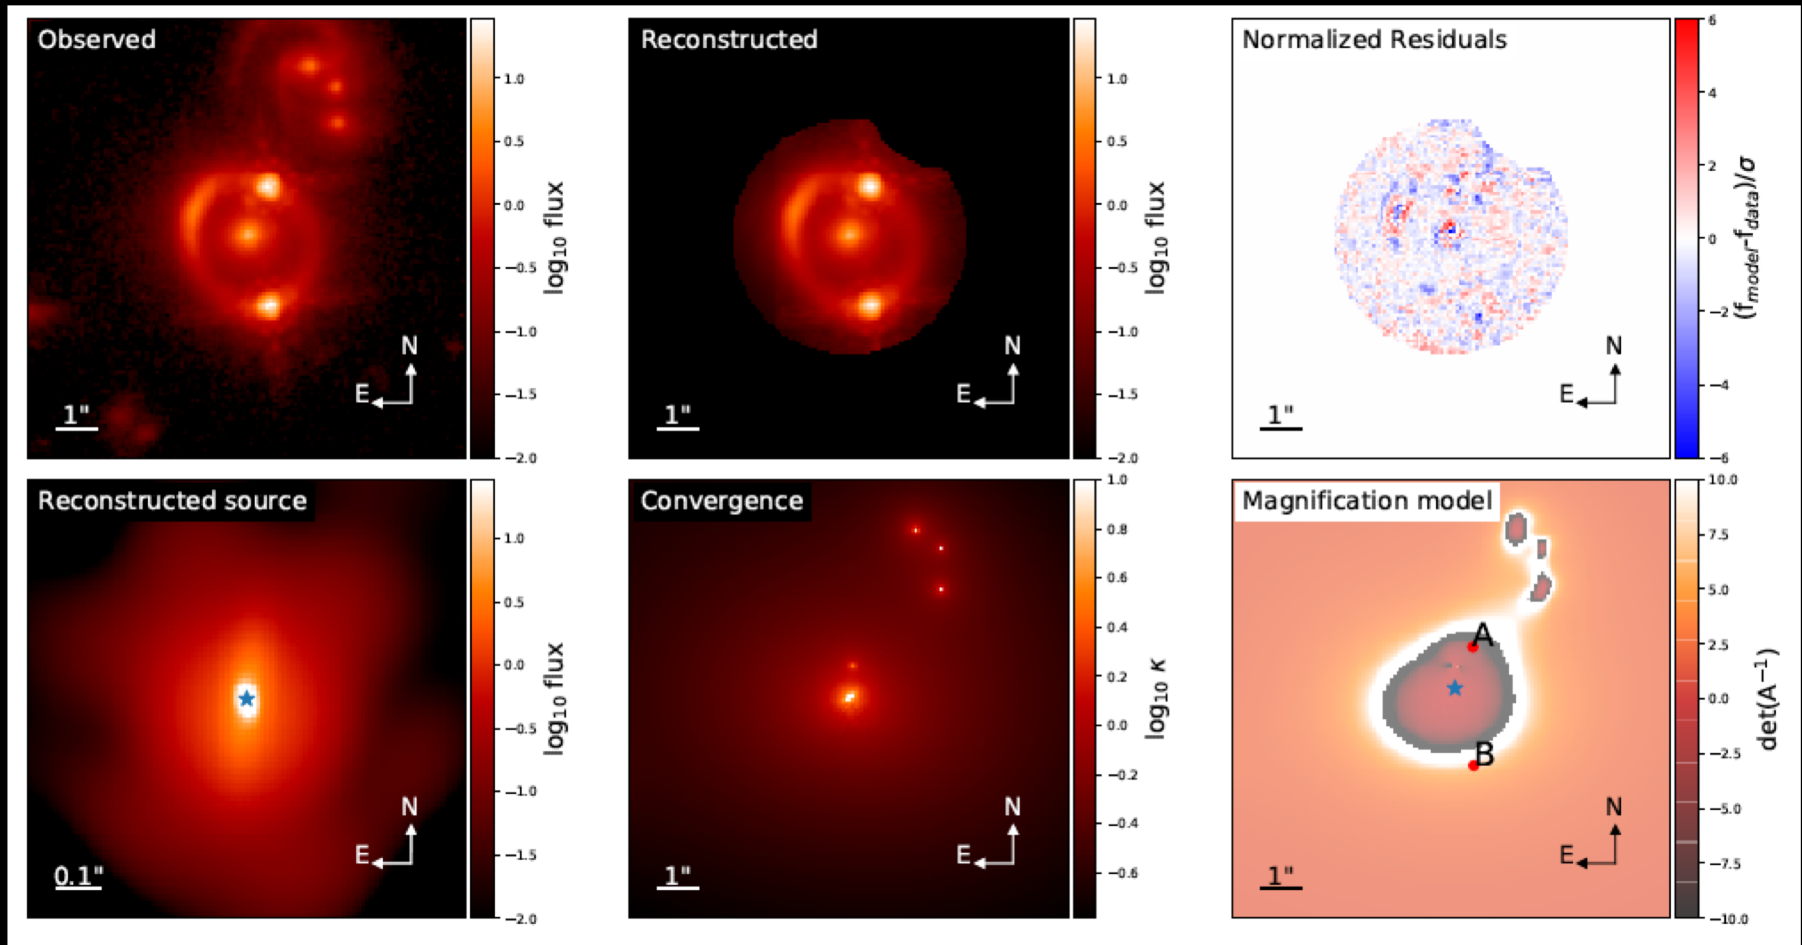 Observed
1.0
0.5
0.0
−0.5
−1.0
−1.5
−2.0
log₁₀ flux
N
E
1"
Reconstructed
1.0
0.5
0.0
−0.5
−1.0
−1.5
−2.0
log₁₀ flux
N
E
1"
Normalized Residuals
6
4
2
0
−2
−4
−6
(f_model-f_data)/σ
N
E
1"
Reconstructed source
1.0
0.5
0.0
−0.5
−1.0
−1.5
−2.0
log₁₀ flux
N
E
0.1"
Convergence
1.0
0.8
0.6
0.4
0.2
0.0
−0.2
−0.4
−0.6
log₁₀ κ
N
E
1"
Magnification model
10.0
7.5
5.0
2.5
0.0
−2.5
−5.0
−7.5
−10.0
det(A⁻¹)
A
B
N
E
1"